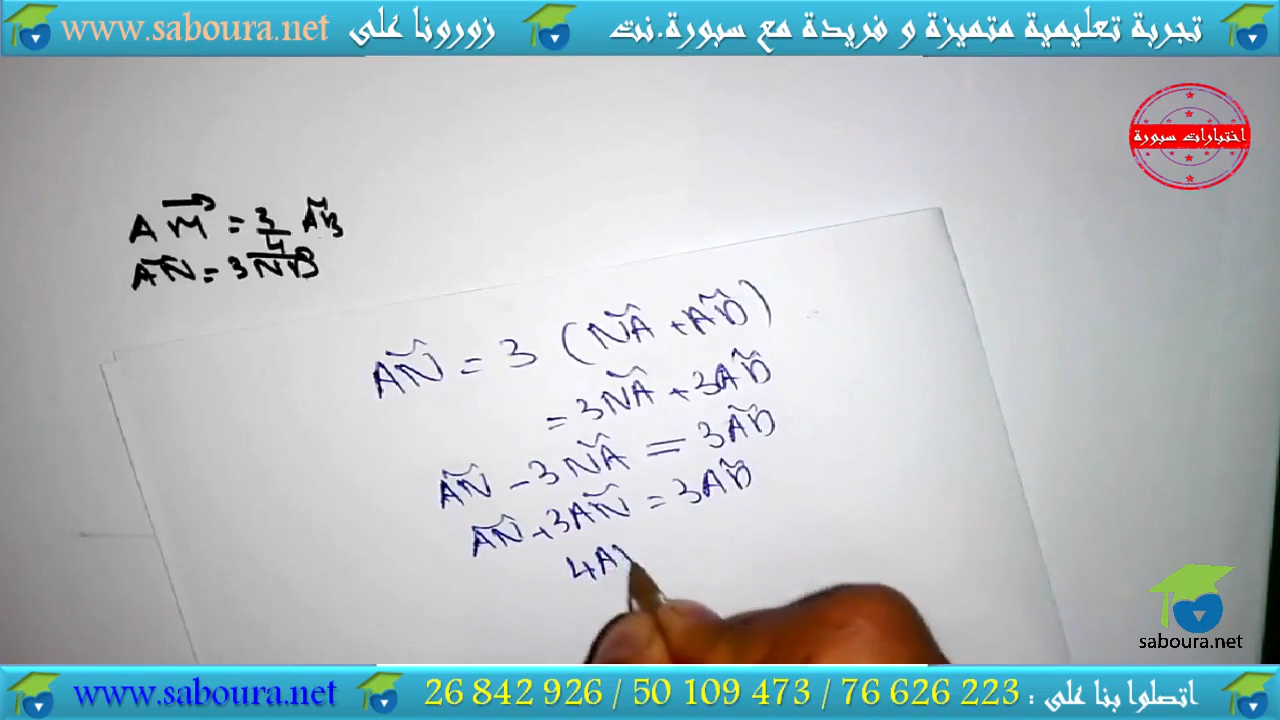 www.saboura.net زورونا على تجربة تعليمية متميزة و فريدة مع سبورة.نت
اختبارات سبورة
AM = 3/4 AB
AN = 3NB
AN = 3 (NA + AB)
= 3NA + 3AB
AN - 3NA = 3AB
AN + 3AN = 3AB
4A
saboura.net
www.saboura.net 26 842 926 / 50 109 473 / 76 626 223 : اتصلوا بنا على